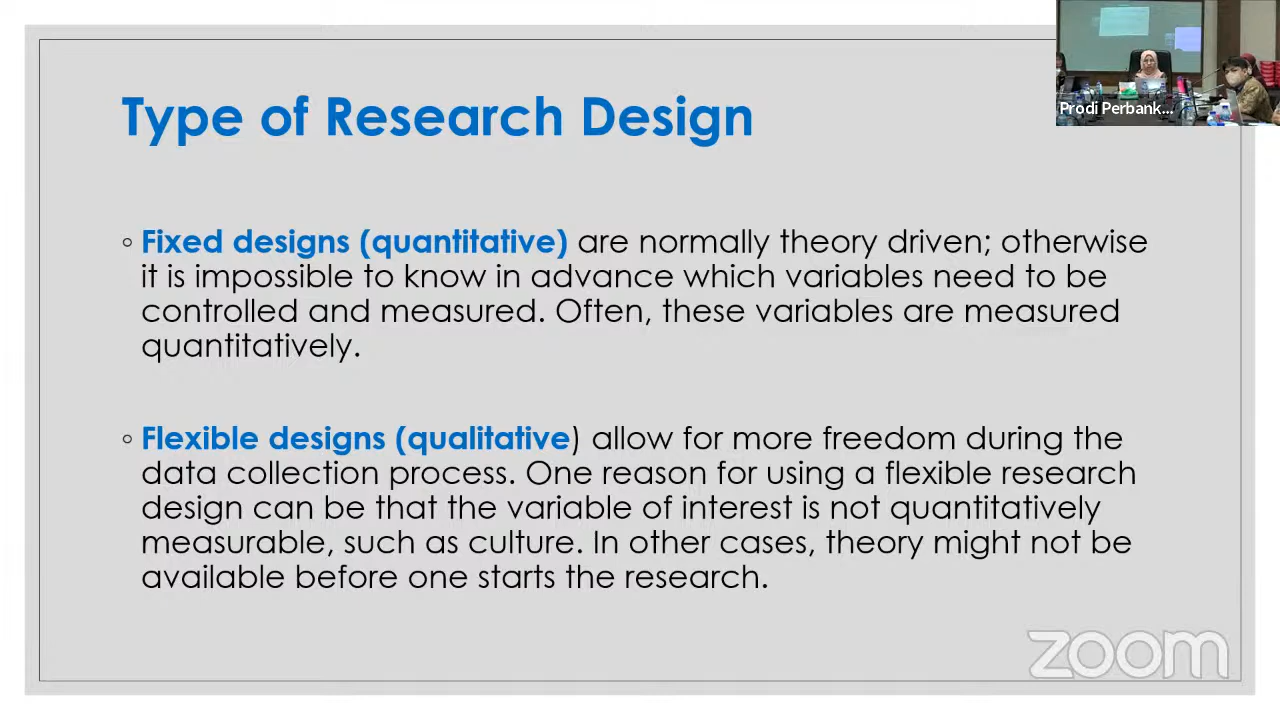 Prodi Perbank...
Type of Research Design
◦ Fixed designs (quantitative) are normally theory driven; otherwise
it is impossible to know in advance which variables need to be
controlled and measured. Often, these variables are measured
quantitatively.
◦ Flexible designs (qualitative) allow for more freedom during the
data collection process. One reason for using a flexible research
design can be that the variable of interest is not quantitatively
measurable, such as culture. In other cases, theory might not be
available before one starts the research.
zoom